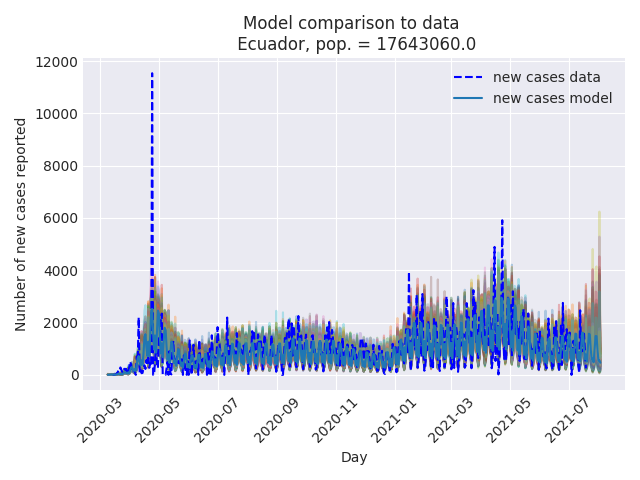 Model comparison to data
Ecuador, pop. = 17643060.0
new cases data
new cases model
Number of new cases reported
12000
10000
8000
6000
4000
2000
0
2020-03
2020-05
2020-07
2020-09
2020-11
2021-01
2021-03
2021-05
2021-07
Day